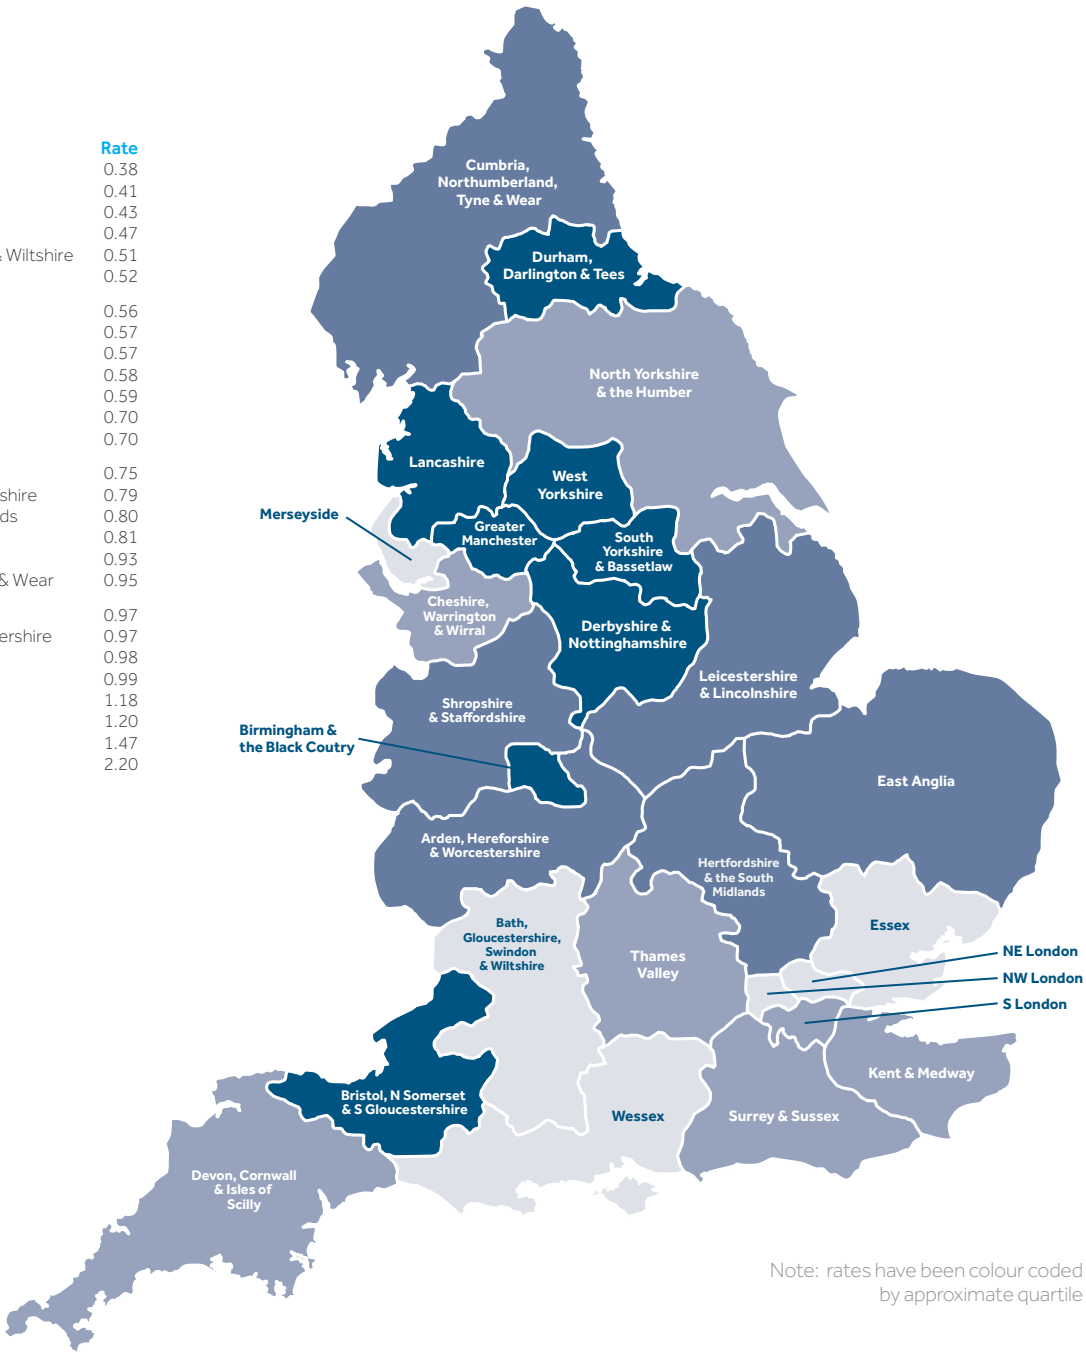 Rate
0.38
0.41
0.43
0.47
& Wiltshire 0.51
0.52
0.56
0.57
0.57
0.58
0.59
0.70
0.70
0.75
shire 0.79
ds 0.80
0.81
0.93
& Wear 0.95
0.97
ershire 0.97
0.98
0.99
1.18
1.20
1.47
2.20
Cumbria,
Northumberland,
Tyne & Wear
Durham,
Darlington & Tees
North Yorkshire
& the Humber
Lancashire
West
Yorkshire
Merseyside
Greater
Manchester
South
Yorkshire
& Bassetlaw
Cheshire,
Warrington
& Wirral
Derbyshire &
Nottinghamshire
Leicestershire
& Lincolnshire
Shropshire
& Staffordshire
Birmingham &
the Black Coutry
East Anglia
Arden, Hereforshire
& Worcestershire
Hertfordshire
& the South
Midlands
Bath,
Gloucestershire,
Swindon
& Wiltshire
Essex
Thames
Valley
NE London
NW London
S London
Kent & Medway
Bristol, N Somerset
& S Gloucestershire
Wessex
Surrey & Sussex
Devon, Cornwall
& Isles of
Scilly
Note: rates have been colour coded
by approximate quartile